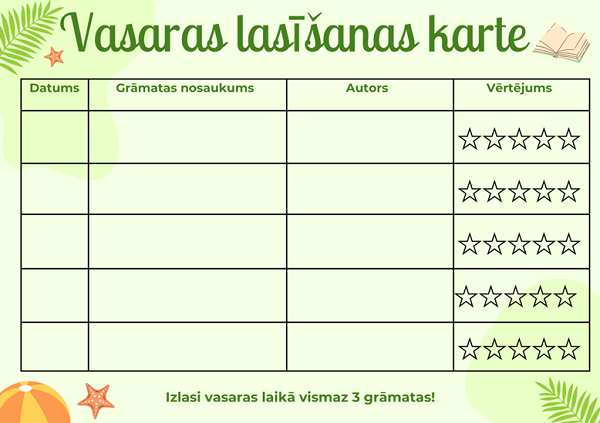 Vasaras lasīšanas karte
Datums Grāmatas nosaukums Autors Vērtējums
Izlasi vasaras laikā vismaz 3 grāmatas!